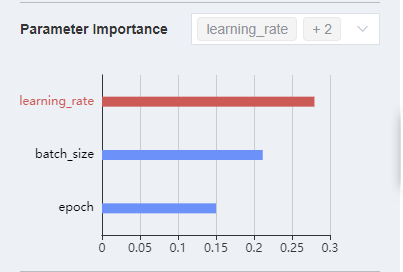 Parameter Importance
learning_rate + 2
learning_rate
batch_size
epoch
0 0.05 0.1 0.15 0.2 0.25 0.3